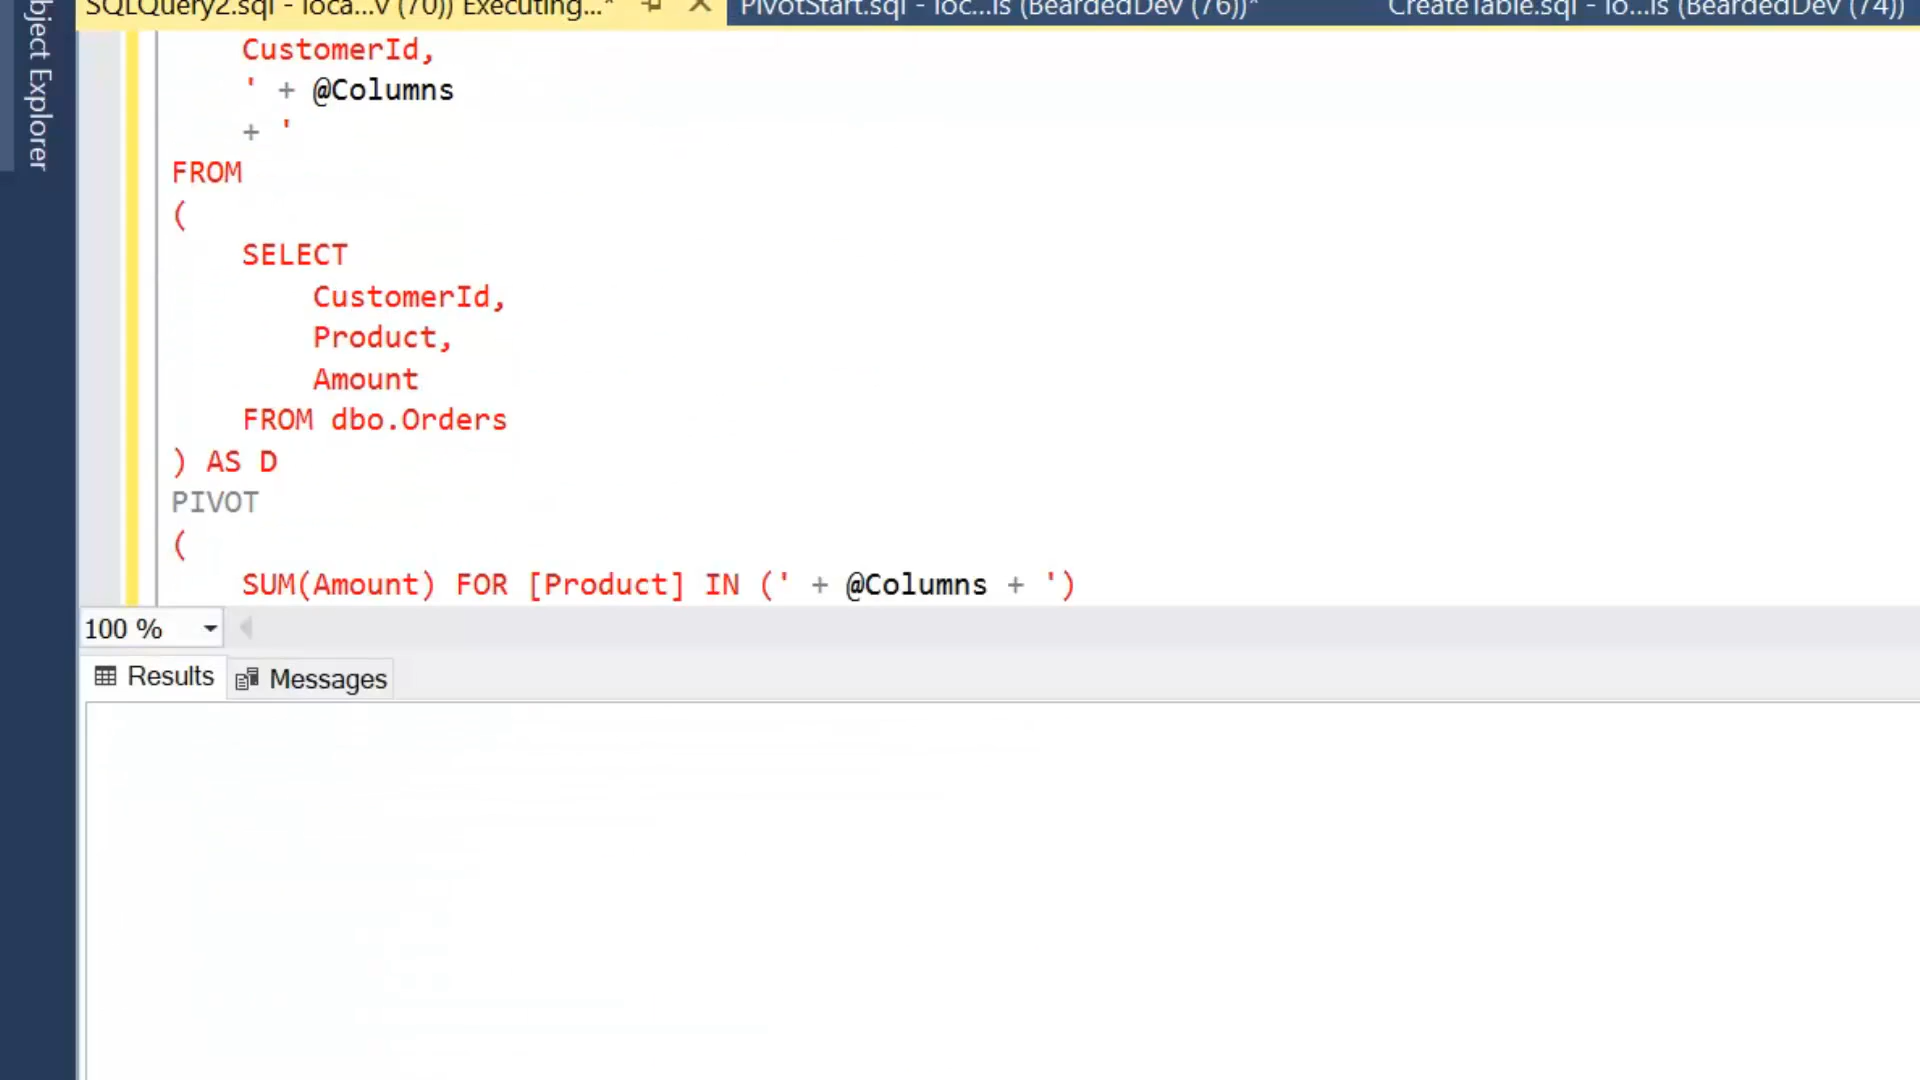 SQLQuery2.sql - loca...v (70)) Executing...*
PivotStart.sql - loc...ls (BeardedDev (76))*
CreateTable.sql - lo...ls (BeardedDev (74))
bject Explorer
CustomerId,
' + @Columns
+ '
FROM
(
SELECT
CustomerId,
Product,
Amount
FROM dbo.Orders
) AS D
PIVOT
(
SUM(Amount) FOR [Product] IN (' + @Columns + ')
100 %
Results
Messages